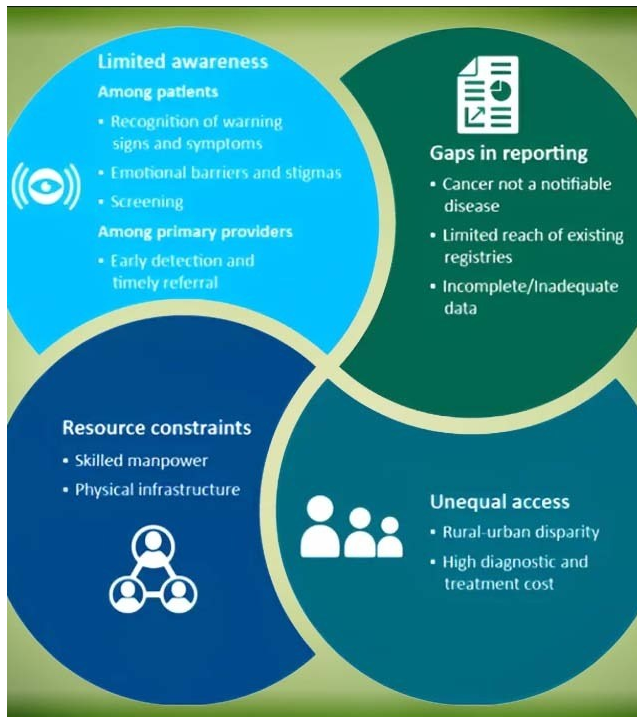 Limited awareness
Among patients
• Recognition of warning
signs and symptoms
• Emotional barriers and stigmas
• Screening
Among primary providers
• Early detection and
timely referral
Gaps in reporting
• Cancer not a notifiable
disease
• Limited reach of existing
registries
• Incomplete/Inadequate
data
Resource constraints
• Skilled manpower
• Physical infrastructure
Unequal access
• Rural-urban disparity
• High diagnostic and
treatment cost